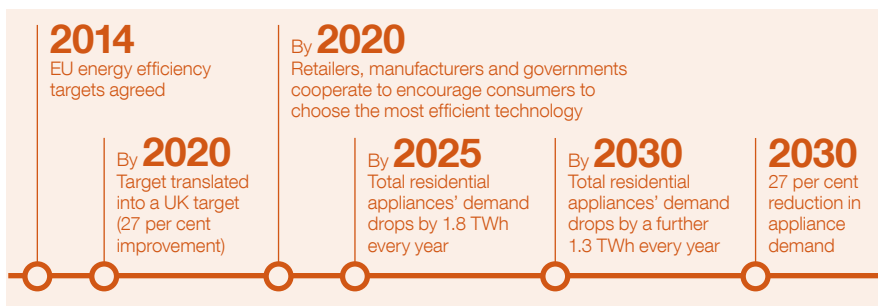 2014
EU energy efficiency
targets agreed
By 2020
Target translated
into a UK target
(27 per cent
improvement)
By 2020
Retailers, manufacturers and governments
cooperate to encourage consumers to
choose the most efficient technology
By 2025
Total residential
appliances’ demand
drops by 1.8 TWh
every year
By 2030
Total residential
appliances’ demand
drops by a further
1.3 TWh every year
2030
27 per cent
reduction in
appliance
demand